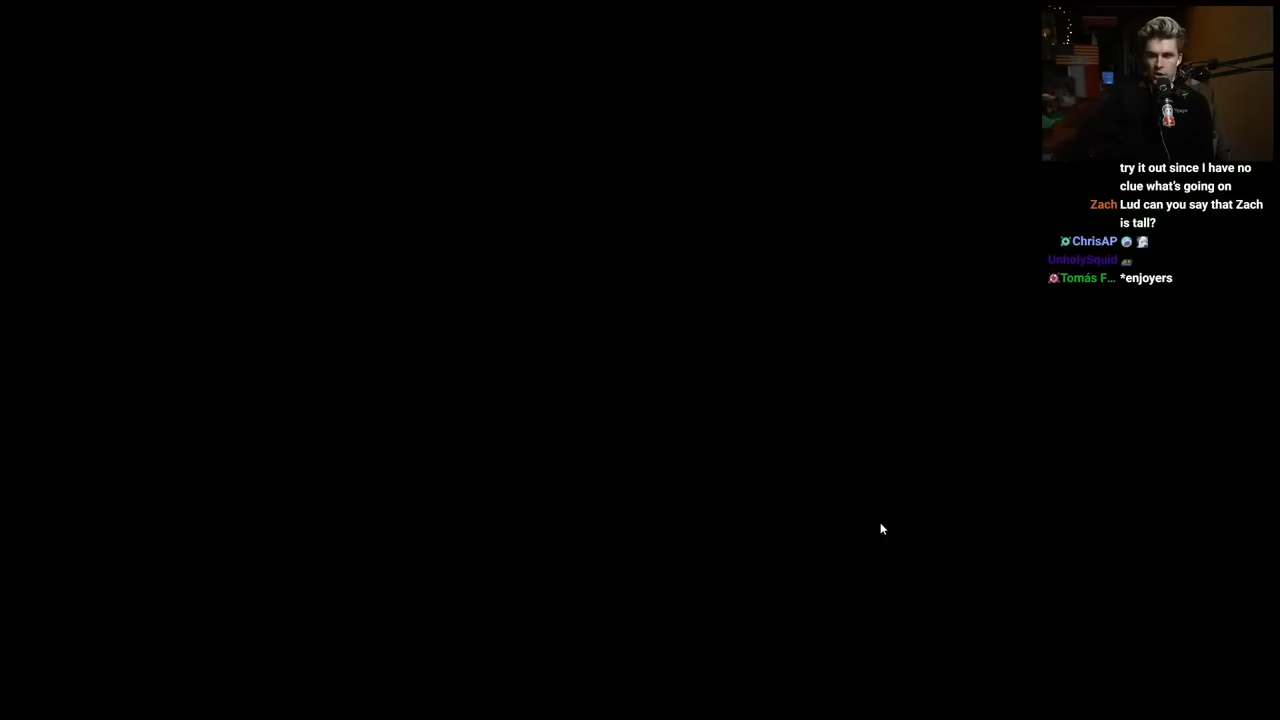 try it out since I have no
clue what's going on
Zach Lud can you say that Zach
is tall?
ChrisAP
UnholySquid
Tomás F... *enjoyers